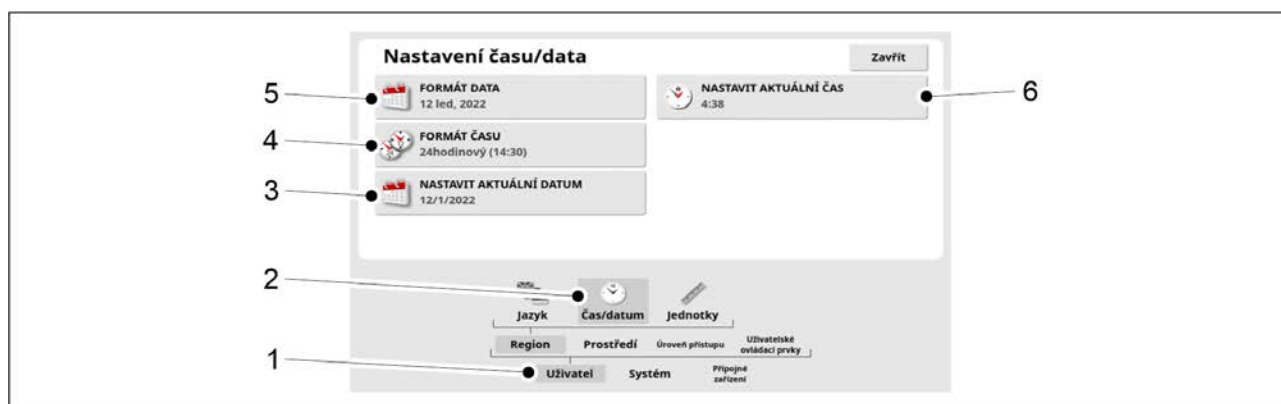 Nastavení času/data
Zavřít
5
FORMÁT DATA
12 led, 2022
NASTAVIT AKTUÁLNÍ ČAS
4:38
6
4
FORMÁT ČASU
24hodinový (14:30)
3
NASTAVIT AKTUÁLNÍ DATUM
12/1/2022
2
Jazyk
Čas/datum
Jednotky
Region
Prostředí
Úroveň přístupu
Uživatelské
ovládací prvky
1
Uživatel
Systém
Přípojné
zařízení